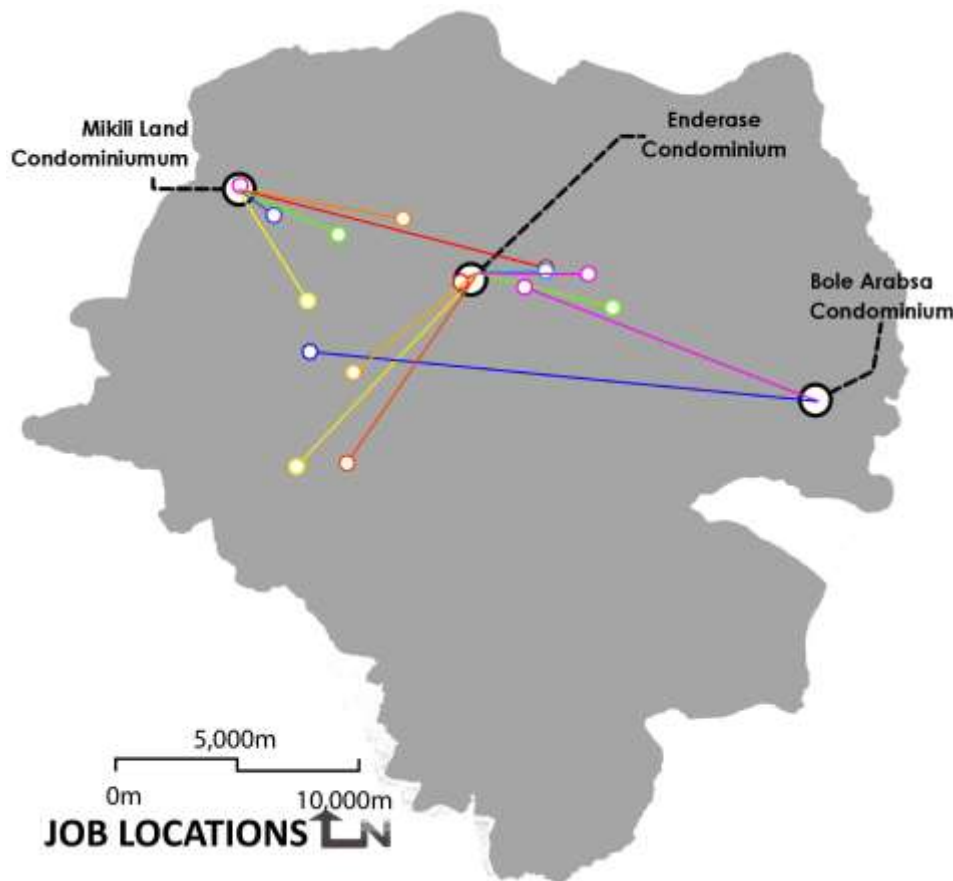 Mikili Land
Condominiumum
Enderase
Condominium
Bole Arabsa
Condominium
5,000m
0m
10,000m
JOB LOCATIONS N